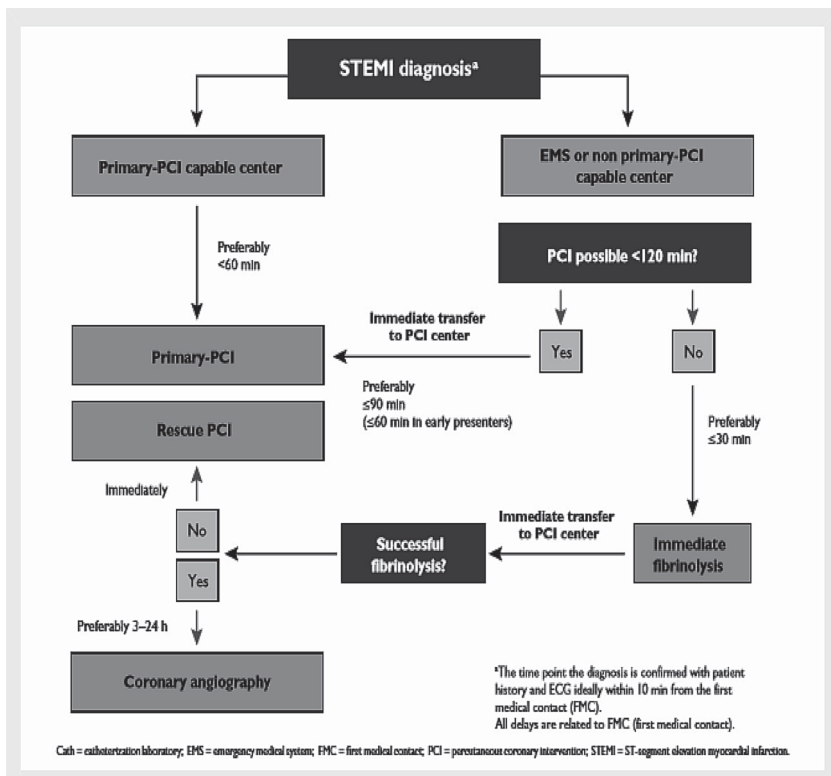 STEMI diagnosisᵃ
Primary-PCI capable center
EMS or non primary-PCI
capable center
Preferably
<60 min
PCI possible <120 min?
Immediate transfer
to PCI center
Yes
No
Primary-PCI
Preferably
≤90 min
(≤60 min in early presenters)
Preferably
≤30 min
Rescue PCI
Immediately
No
Yes
Successful
fibrinolysis?
Immediate transfer
to PCI center
Immediate
fibrinolysis
Preferably 3–24 h
Coronary angiography
ᵃThe time point the diagnosis is confirmed with patient
history and ECG ideally within 10 min from the first
medical contact (FMC).
All delays are related to FMC (first medical contact).
Cath = catheterization laboratory; EMS = emergency medical system; FMC = first medical contact; PCI = percutaneous coronary intervention; STEMI = ST-segment elevation myocardial infarction.